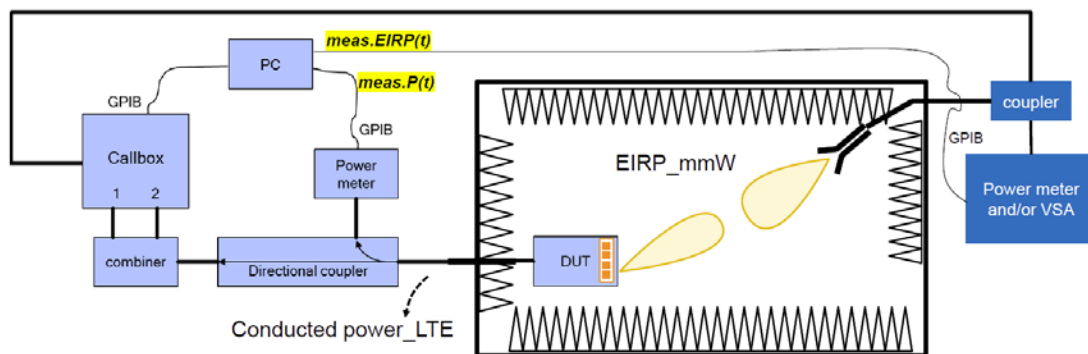 meas.EIRP(t)
PC
meas.P(t)
GPIB
coupler
GPIB
GPIB
Callbox
EIRP_mmW
Power
meter
1 2
Power meter
and/or VSA
combiner
Directional coupler
DUT
Conducted power_LTE